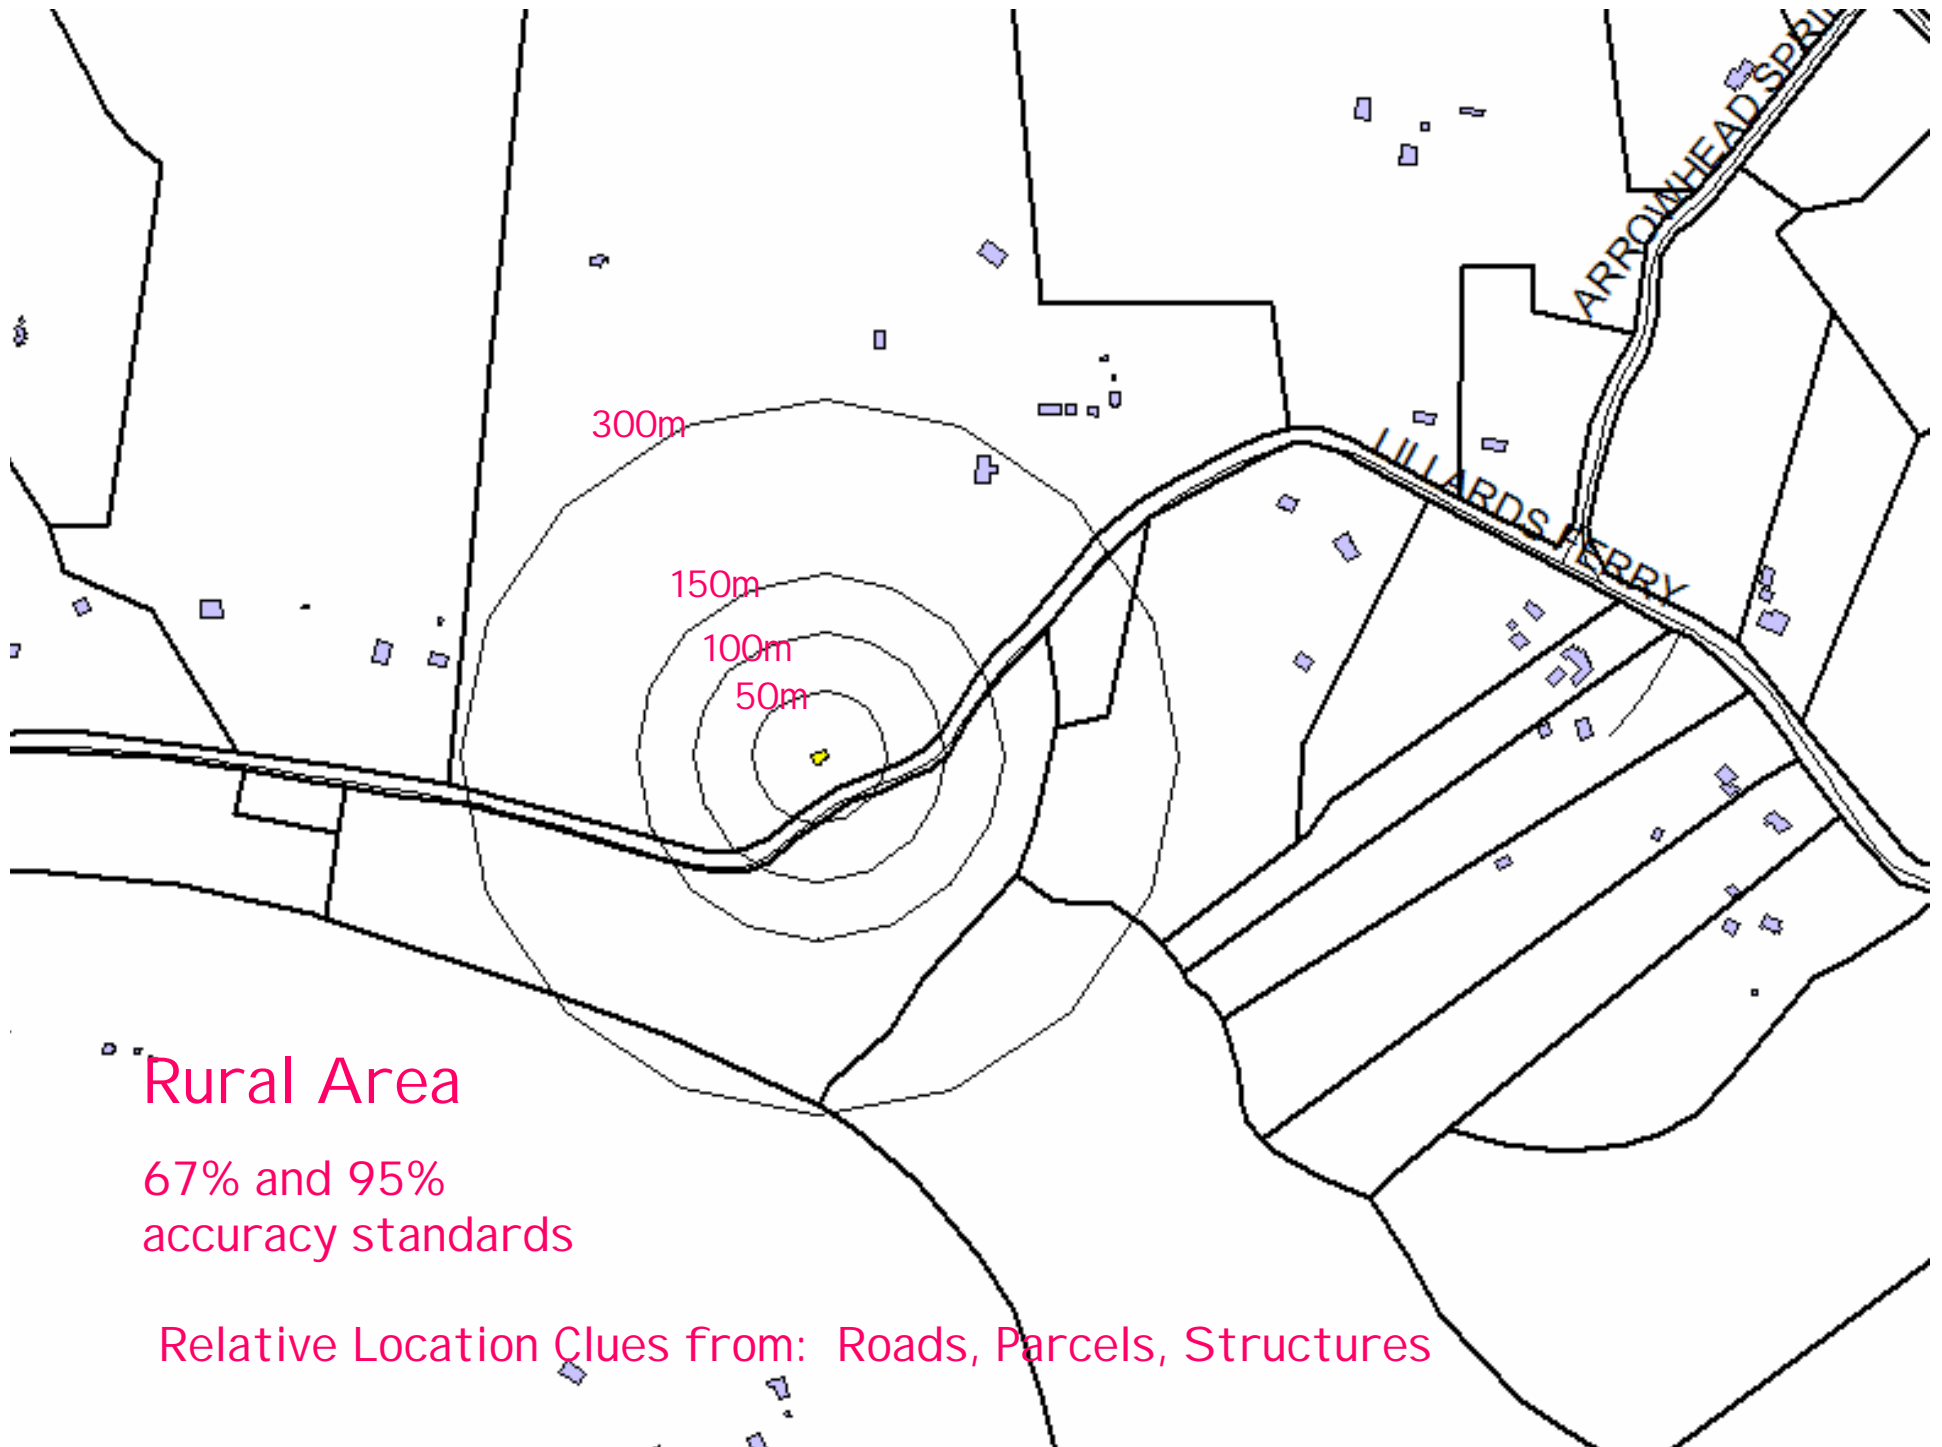 ARROWHEAD SPRI
300m
LILLARDS FERRY
150m
100m
50m
Rural Area
67% and 95%
accuracy standards
Relative Location Clues from: Roads, Parcels, Structures